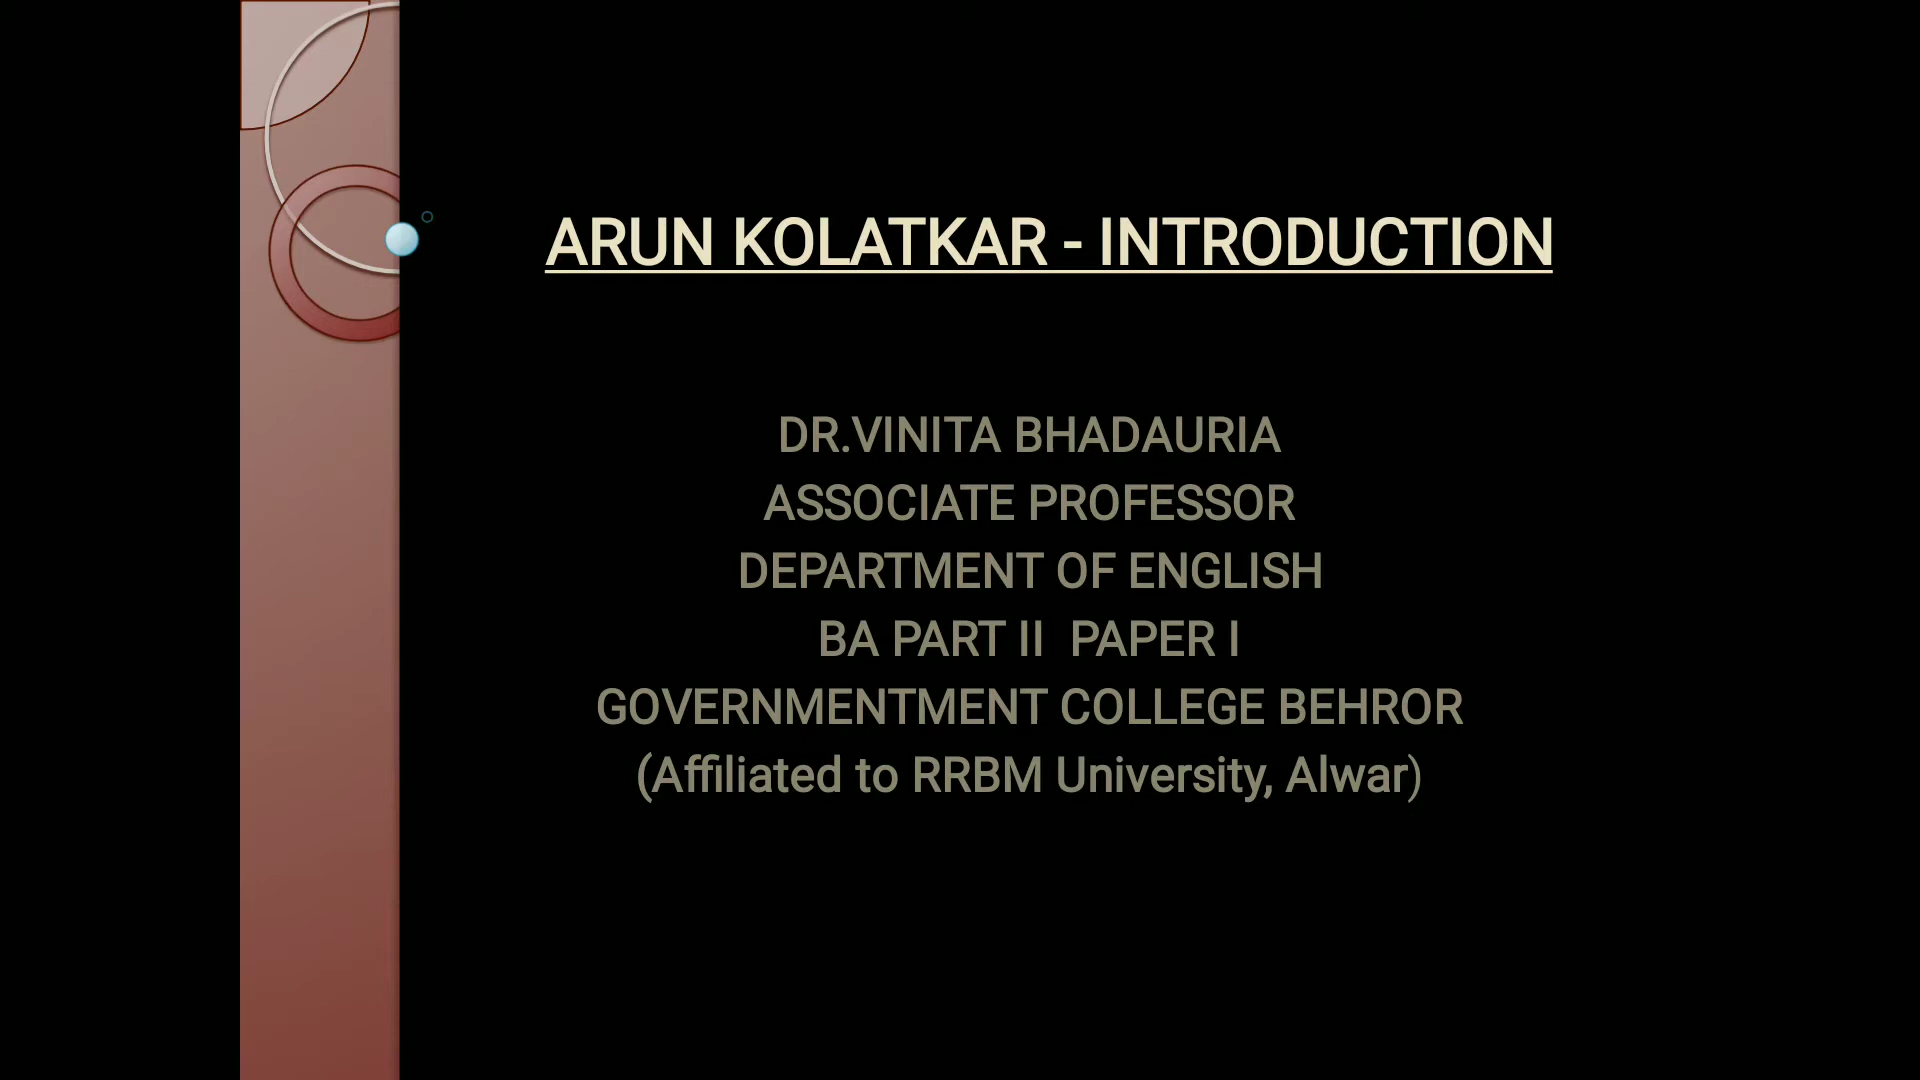 ARUN KOLATKAR - INTRODUCTION
DR.VINITA BHADAURIA
ASSOCIATE PROFESSOR
DEPARTMENT OF ENGLISH
BA PART II  PAPER I
GOVERNMENTMENT COLLEGE BEHROR
(Affiliated to RRBM University, Alwar)